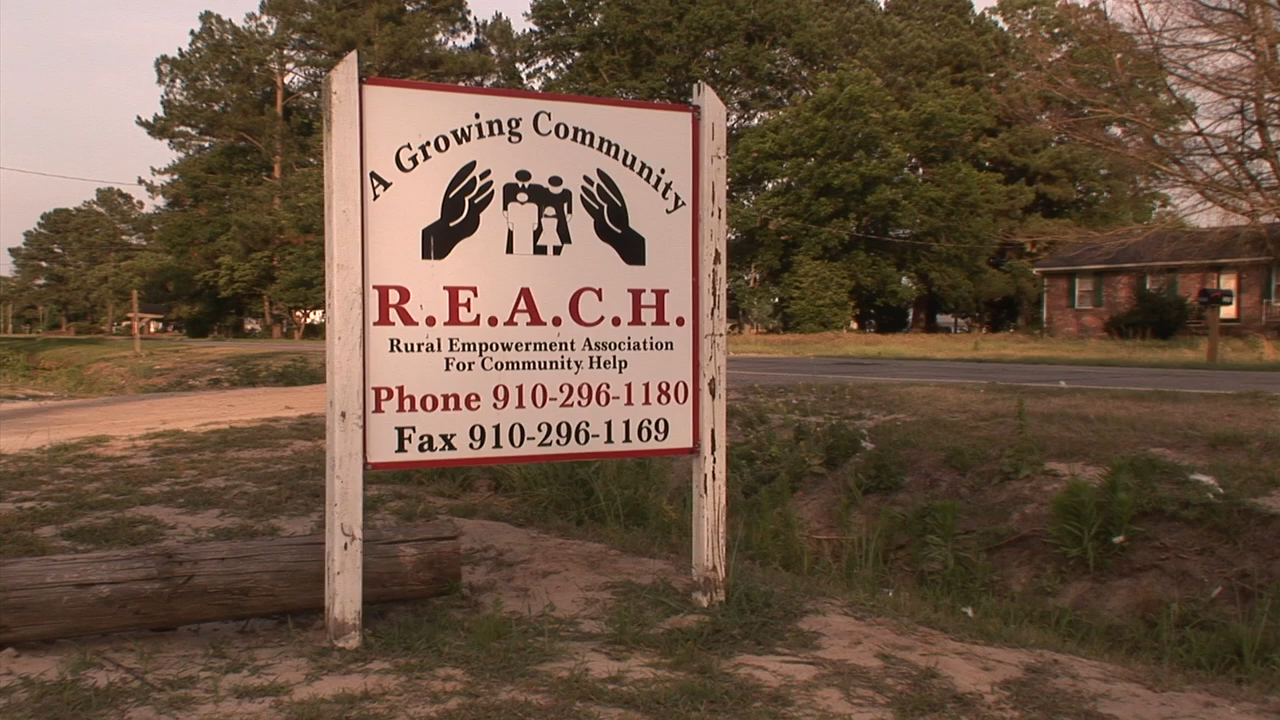 A Growing Community
R.E.A.C.H.
Rural Empowerment Association
For Community Help
Phone 910-296-1180
Fax 910-296-1169